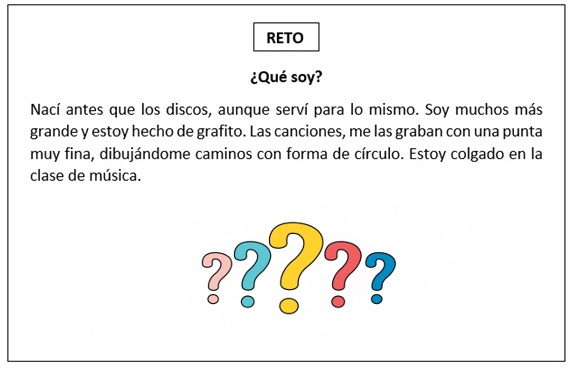 RETO
¿Qué soy?
Nací antes que los discos, aunque serví para lo mismo. Soy muchos más
grande y estoy hecho de grafito. Las canciones, me las graban con una punta
muy fina, dibujándome caminos con forma de círculo. Estoy colgado en la
clase de música.